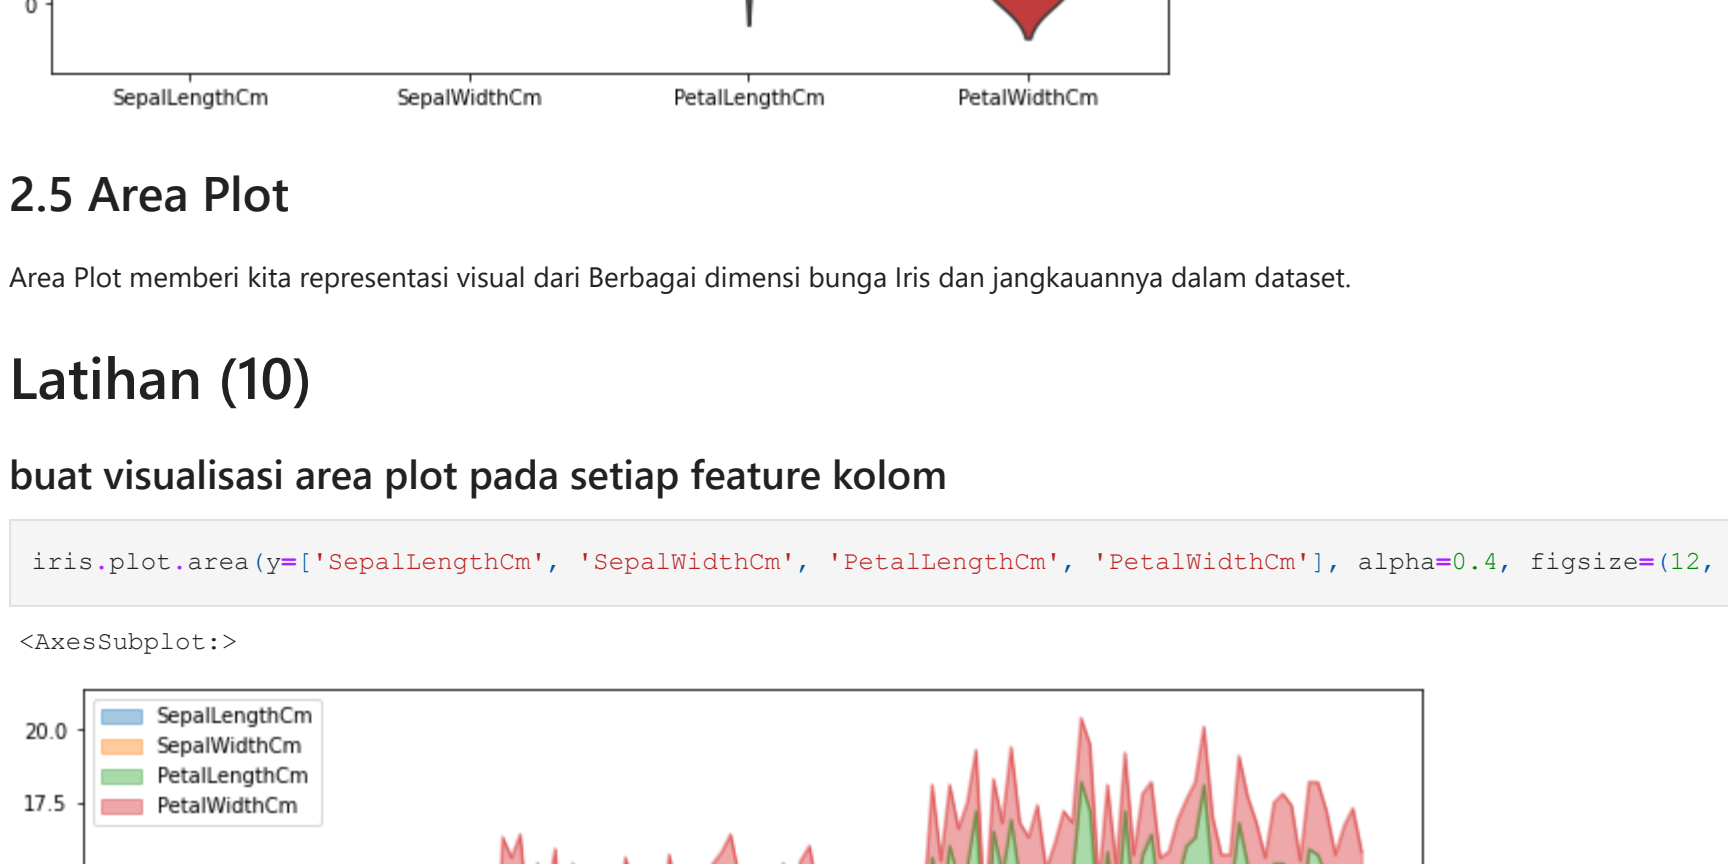 0
SepalLengthCm SepalWidthCm PetalLengthCm PetalWidthCm
2.5 Area Plot
Area Plot memberi kita representasi visual dari Berbagai dimensi bunga Iris dan jangkauannya dalam dataset.
Latihan (10)
buat visualisasi area plot pada setiap feature kolom
iris.plot.area(y=['SepalLengthCm', 'SepalWidthCm', 'PetalLengthCm', 'PetalWidthCm'], alpha=0.4, figsize=(12,
<AxesSubplot:>
SepalLengthCm
20.0
SepalWidthCm
PetalLengthCm
17.5
PetalWidthCm